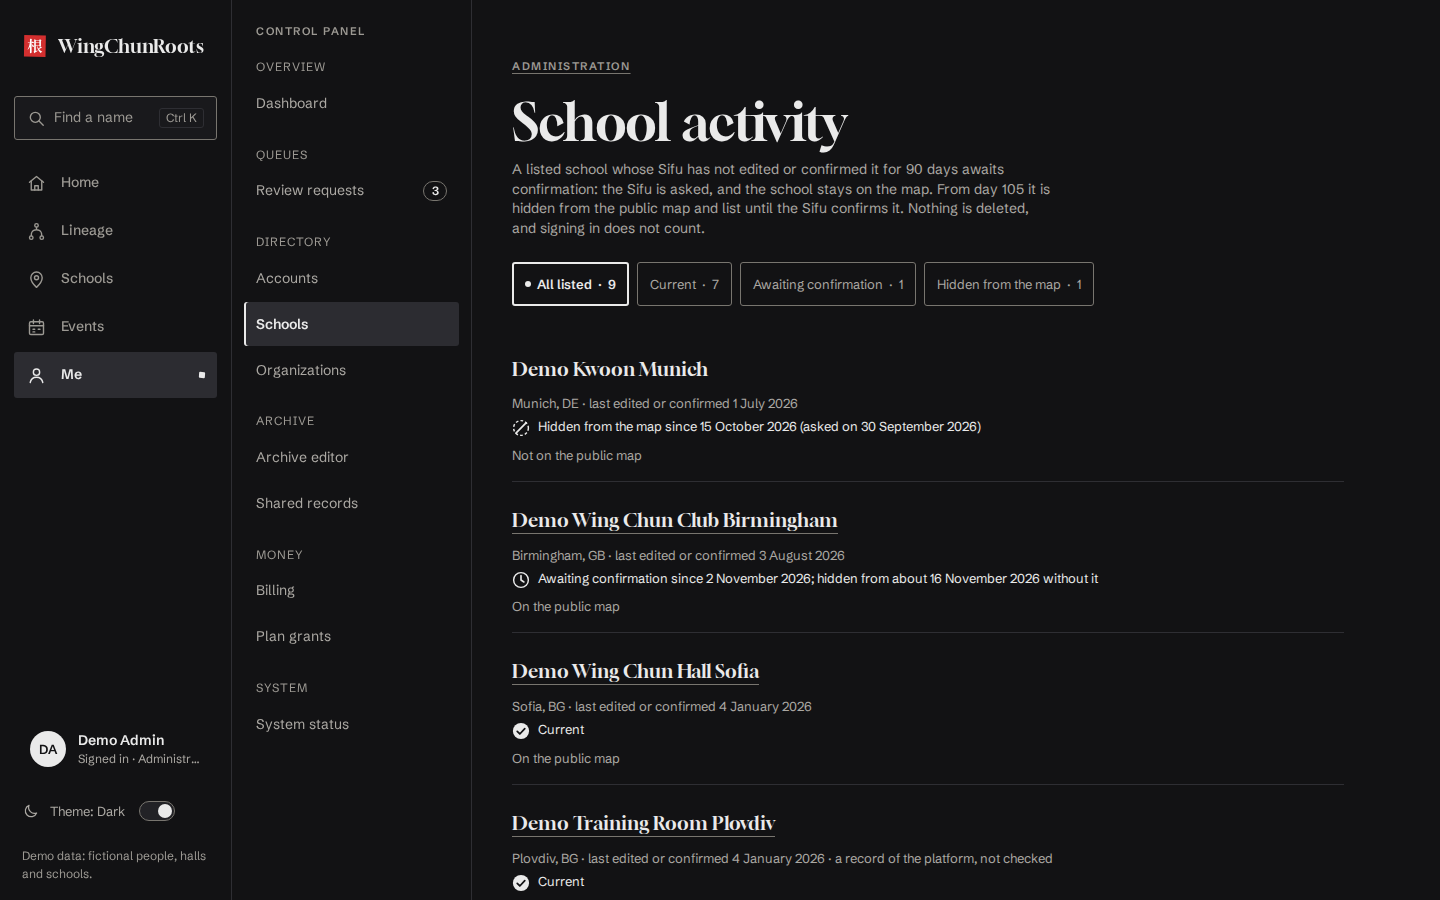 根 WingChunRoots
Find a name Ctrl K
Home
Lineage
Schools
Events
Me
DA Demo Admin
Signed in · Administr...
Theme: Dark
Demo data: fictional people, halls
and schools.
CONTROL PANEL
OVERVIEW
Dashboard
QUEUES
Review requests 3
DIRECTORY
Accounts
Schools
Organizations
ARCHIVE
Archive editor
Shared records
MONEY
Billing
Plan grants
SYSTEM
System status
ADMINISTRATION
School activity
A listed school whose Sifu has not edited or confirmed it for 90 days awaits
confirmation: the Sifu is asked, and the school stays on the map. From day 105 it is
hidden from the public map and list until the Sifu confirms it. Nothing is deleted,
and signing in does not count.
All listed · 9 Current · 7 Awaiting confirmation · 1 Hidden from the map · 1
Demo Kwoon Munich
Munich, DE · last edited or confirmed 1 July 2026
Hidden from the map since 15 October 2026 (asked on 30 September 2026)
Not on the public map
Demo Wing Chun Club Birmingham
Birmingham, GB · last edited or confirmed 3 August 2026
Awaiting confirmation since 2 November 2026; hidden from about 16 November 2026 without it
On the public map
Demo Wing Chun Hall Sofia
Sofia, BG · last edited or confirmed 4 January 2026
Current
On the public map
Demo Training Room Plovdiv
Plovdiv, BG · last edited or confirmed 4 January 2026 · a record of the platform, not checked
Current